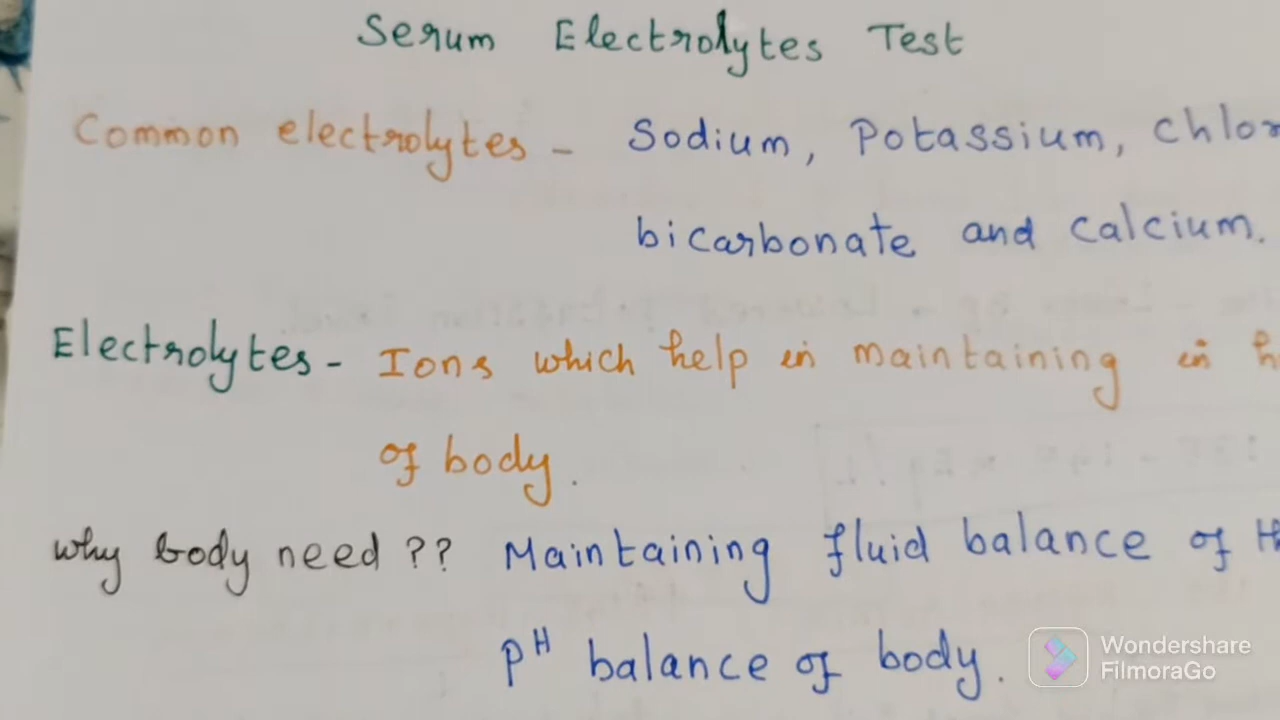 Serum Electrolytes Test
Common electrolytes - Sodium, Potassium, Chlor
bicarbonate and calcium.
Electrolytes - Ions which help in maintaining in h
of body.
why body need ?? Maintaining fluid balance of H
pH balance of body.
Wondershare
FilmoraGo